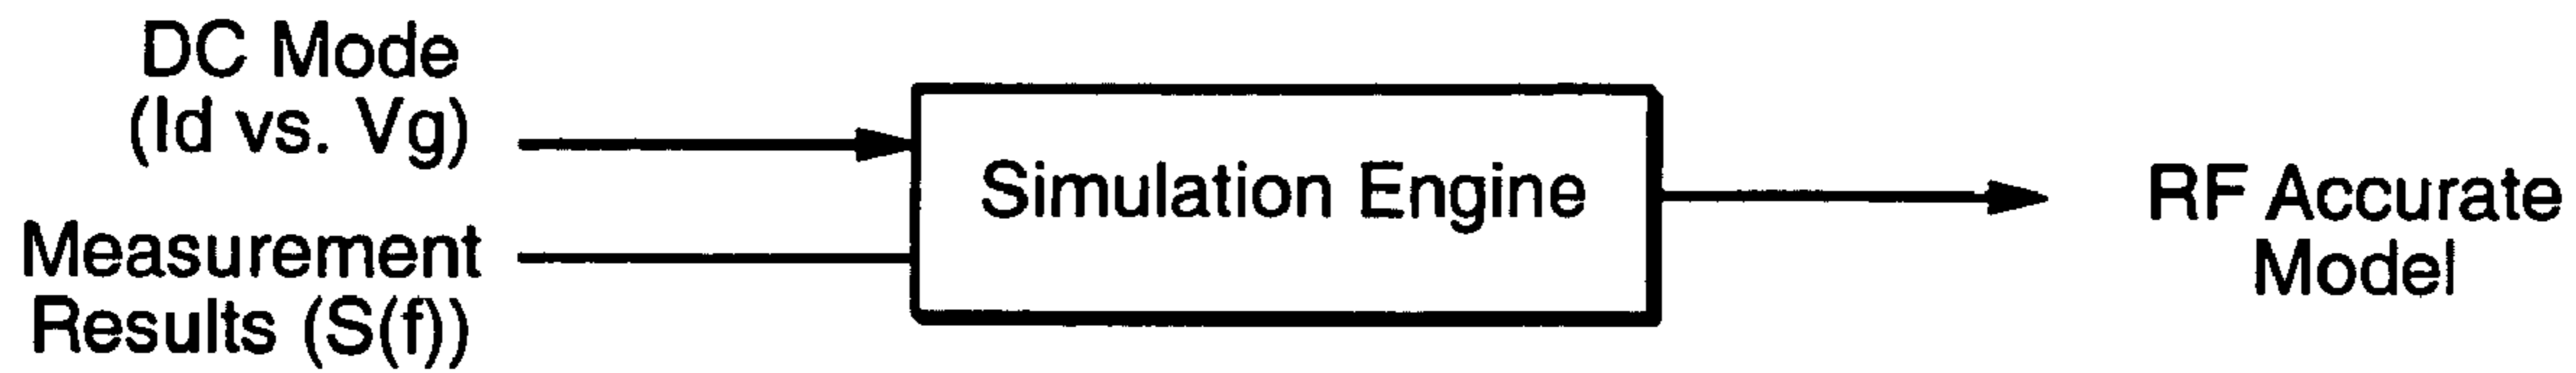 DC Mode
(Id vs. Vg)
Measurement
Results (S(f))
Simulation Engine
RF Accurate
Model